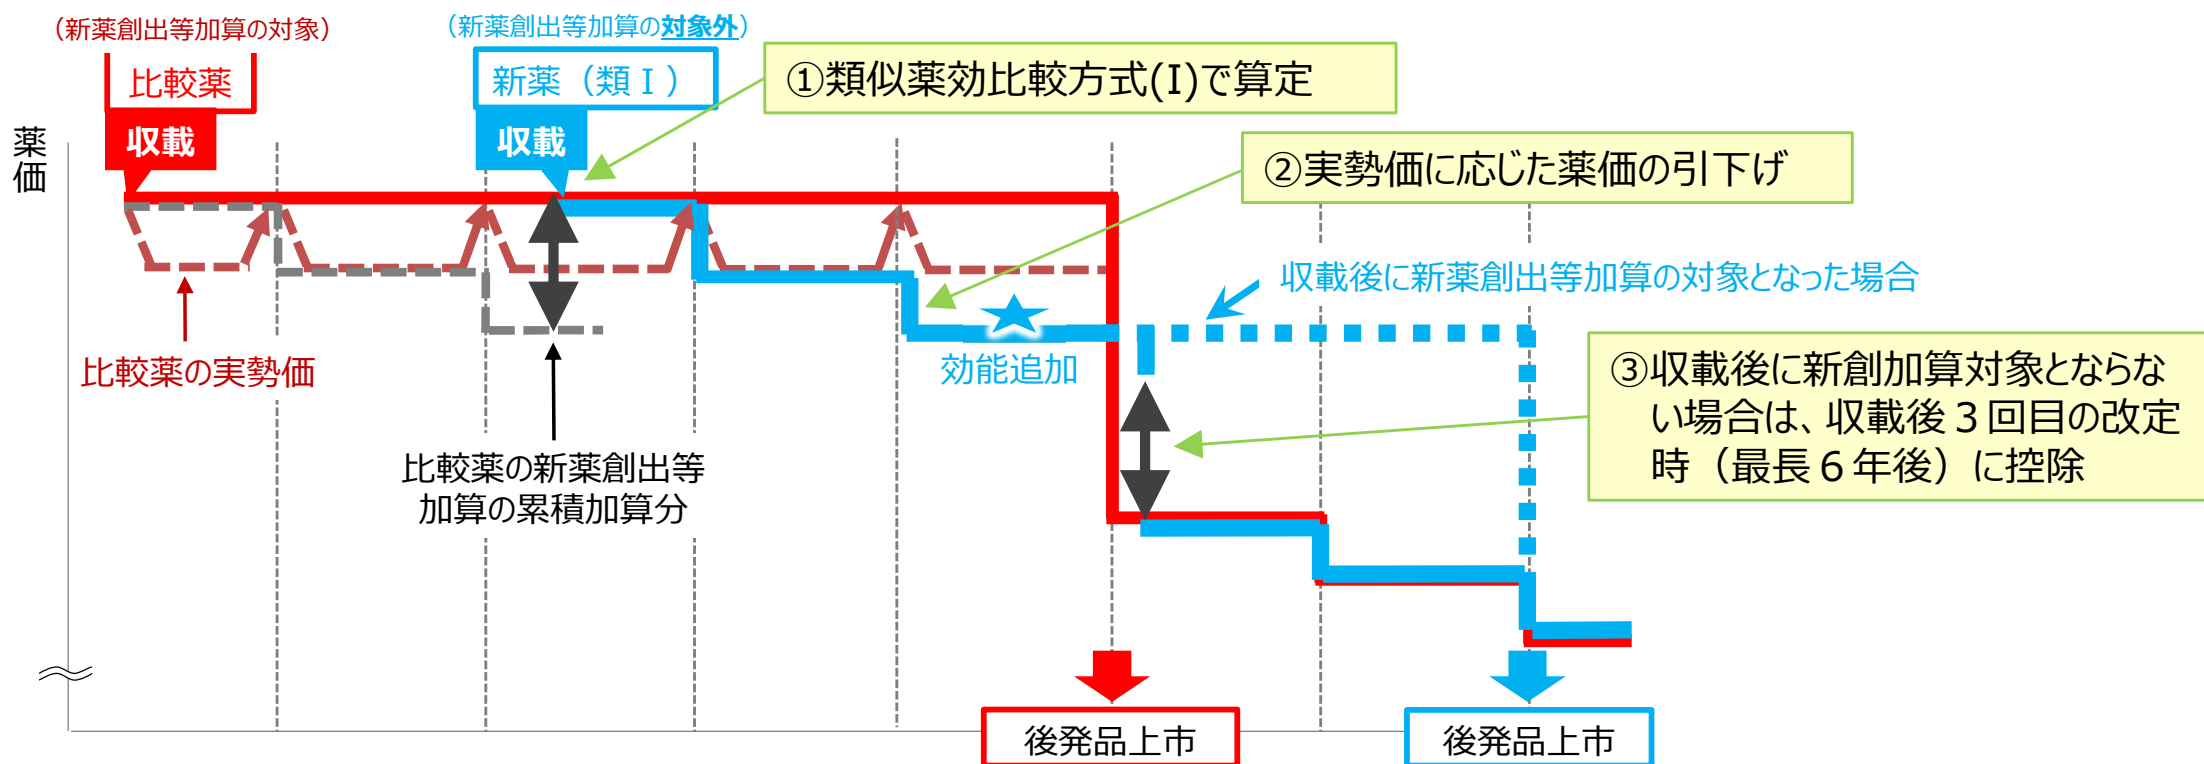 （新薬創出等加算の対象）
（新薬創出等加算の対象外）
比較薬
新薬（類Ⅰ）
①類似薬効比較方式(I)で算定
収載
収載
薬価
②実勢価に応じた薬価の引下げ
収載後に新薬創出等加算の対象となった場合
比較薬の実勢価
効能追加
③収載後に新創加算対象とならな
い場合は、収載後３回目の改定
時（最長６年後）に控除
比較薬の新薬創出等
加算の累積加算分
後発品上市
後発品上市